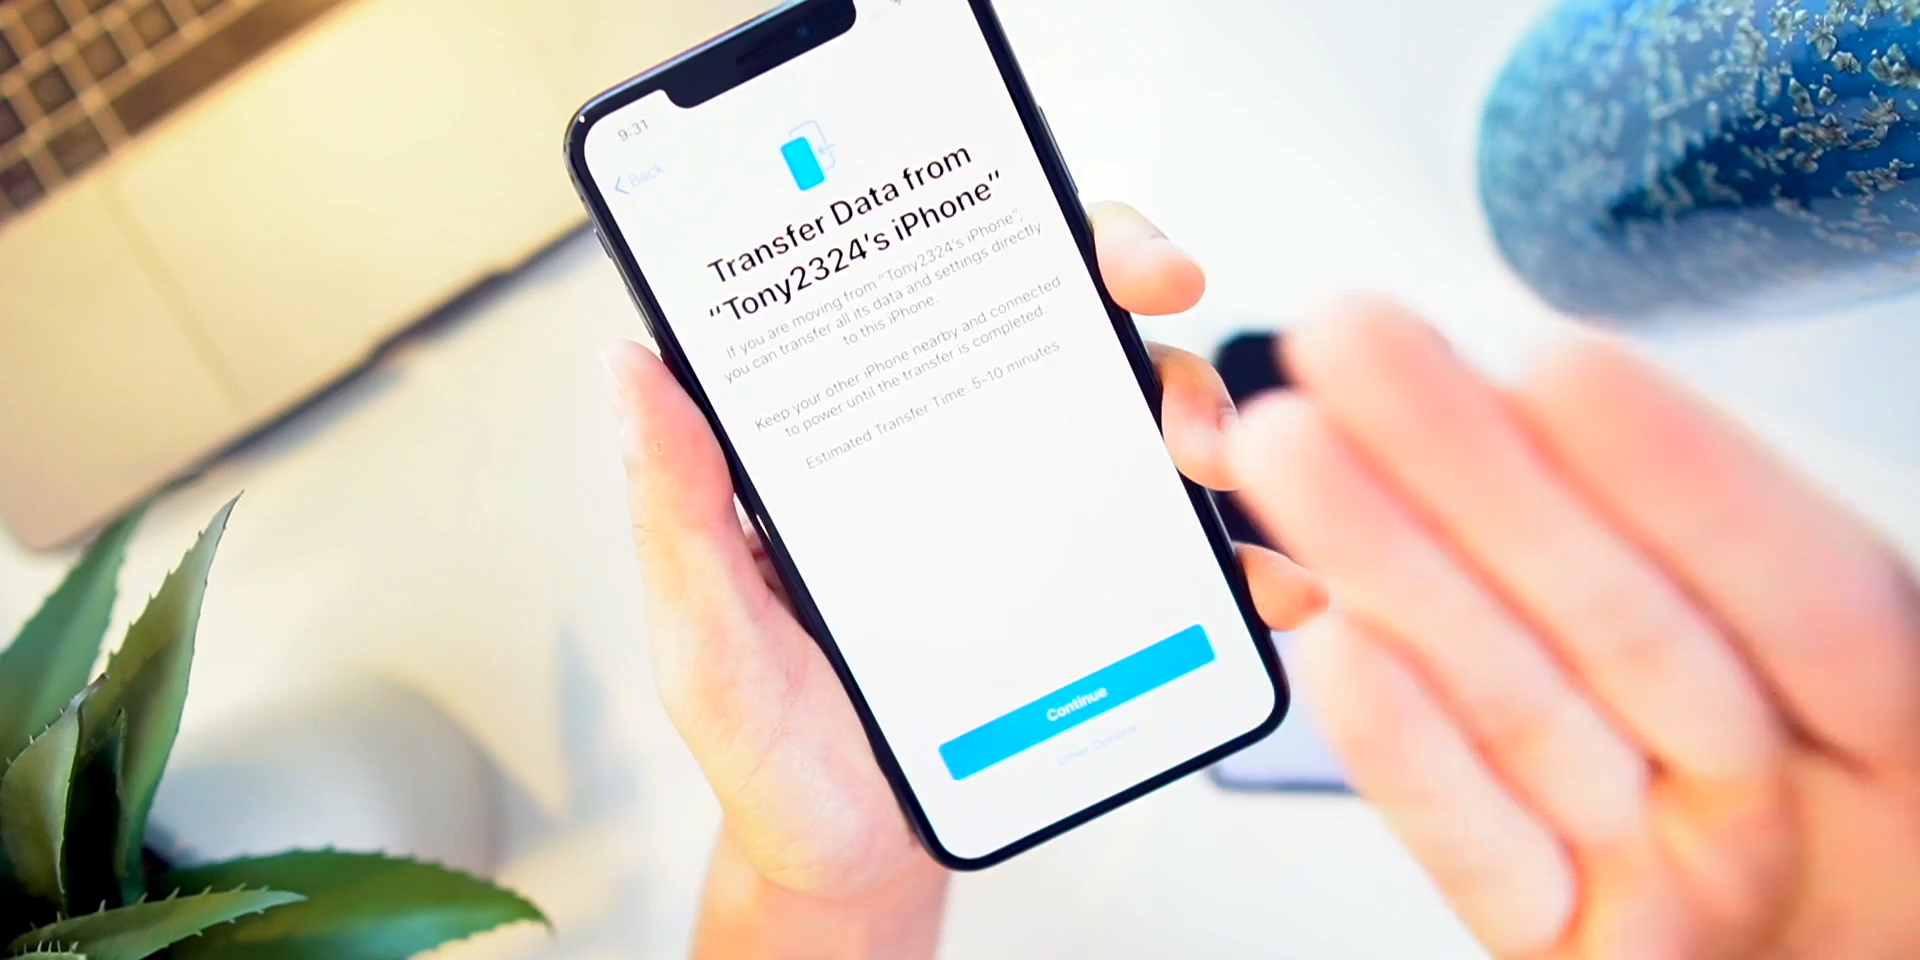 9:31
Back
Transfer Data from
"Tony2324's iPhone"
If you are moving from "Tony2324's iPhone",
you can transfer all its data and settings directly
to this iPhone.
Keep your other iPhone nearby and connected
to power until the transfer is completed.
Estimated Transfer Time: 5-10 minutes
Continue
Other Options